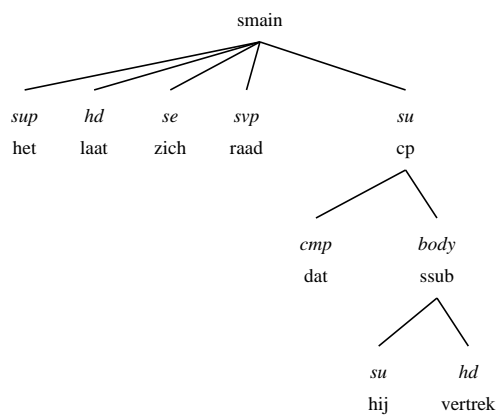 smain
sup hd se svp su
het laat zich raad cp
cmp body
dat ssub
su hd
hij vertrek